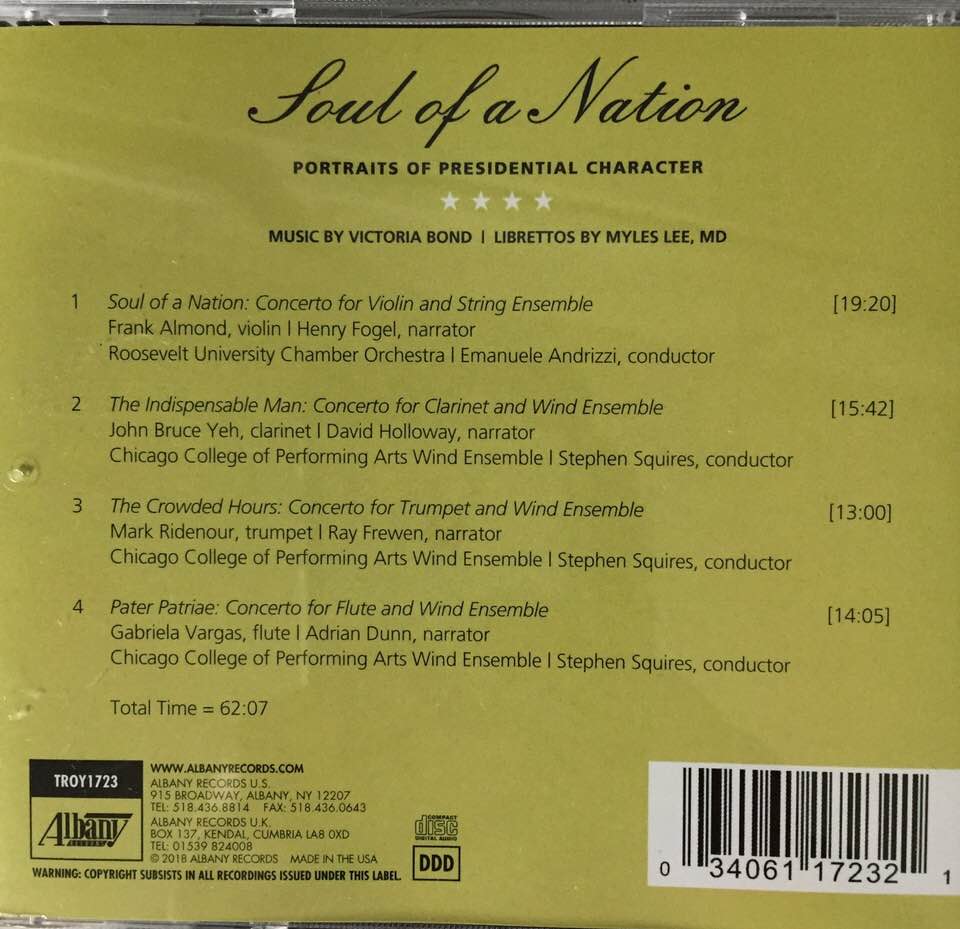 Soul of a Nation
PORTRAITS OF PRESIDENTIAL CHARACTER
MUSIC BY VICTORIA BOND | LIBRETTOS BY MYLES LEE, MD
1 Soul of a Nation: Concerto for Violin and String Ensemble [19:20]
Frank Almond, violin | Henry Fogel, narrator
Roosevelt University Chamber Orchestra | Emanuele Andrizzi, conductor
2 The Indispensable Man: Concerto for Clarinet and Wind Ensemble [15:42]
John Bruce Yeh, clarinet | David Holloway, narrator
Chicago College of Performing Arts Wind Ensemble | Stephen Squires, conductor
3 The Crowded Hours: Concerto for Trumpet and Wind Ensemble [13:00]
Mark Ridenour, trumpet | Ray Frewen, narrator
Chicago College of Performing Arts Wind Ensemble | Stephen Squires, conductor
4 Pater Patriae: Concerto for Flute and Wind Ensemble [14:05]
Gabriela Vargas, flute | Adrian Dunn, narrator
Chicago College of Performing Arts Wind Ensemble | Stephen Squires, conductor
Total Time = 62:07
TROY1723
Albany
RECORDS
WWW.ALBANYRECORDS.COM
ALBANY RECORDS U.S.
915 BROADWAY, ALBANY, NY 12207
TEL: 518.436.8814 FAX: 518.436.0643
ALBANY RECORDS U.K.
BOX 137, KENDAL, CUMBRIA LA8 0XD
TEL: 01539 824008
© 2018 ALBANY RECORDS MADE IN THE USA
WARNING: COPYRIGHT SUBSISTS IN ALL RECORDINGS ISSUED UNDER THIS LABEL.
COMPACT
disc
DIGITAL AUDIO
DDD
0 34061 17232 1